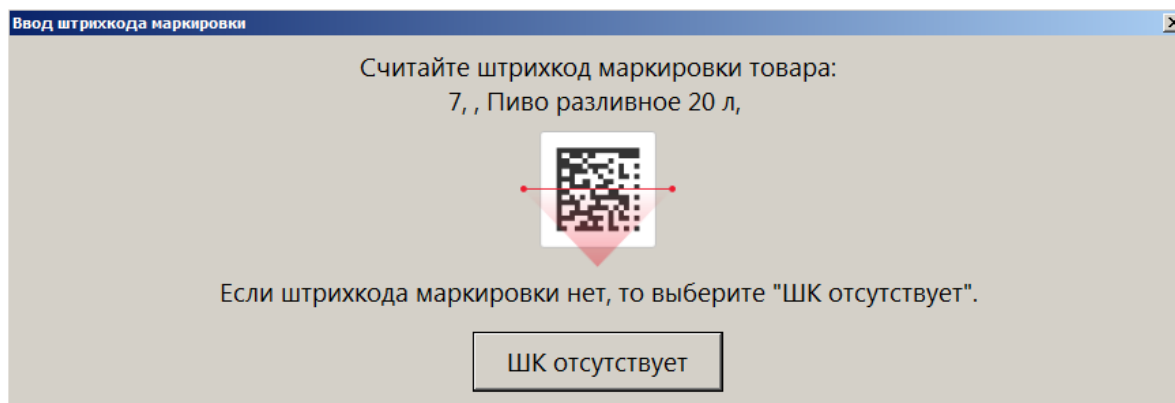 Ввод штрихкода маркировки
Считайте штрихкод маркировки товара:
7, , Пиво разливное 20 л,
Если штрихкода маркировки нет, то выберите "ШК отсутствует".
ШК отсутствует